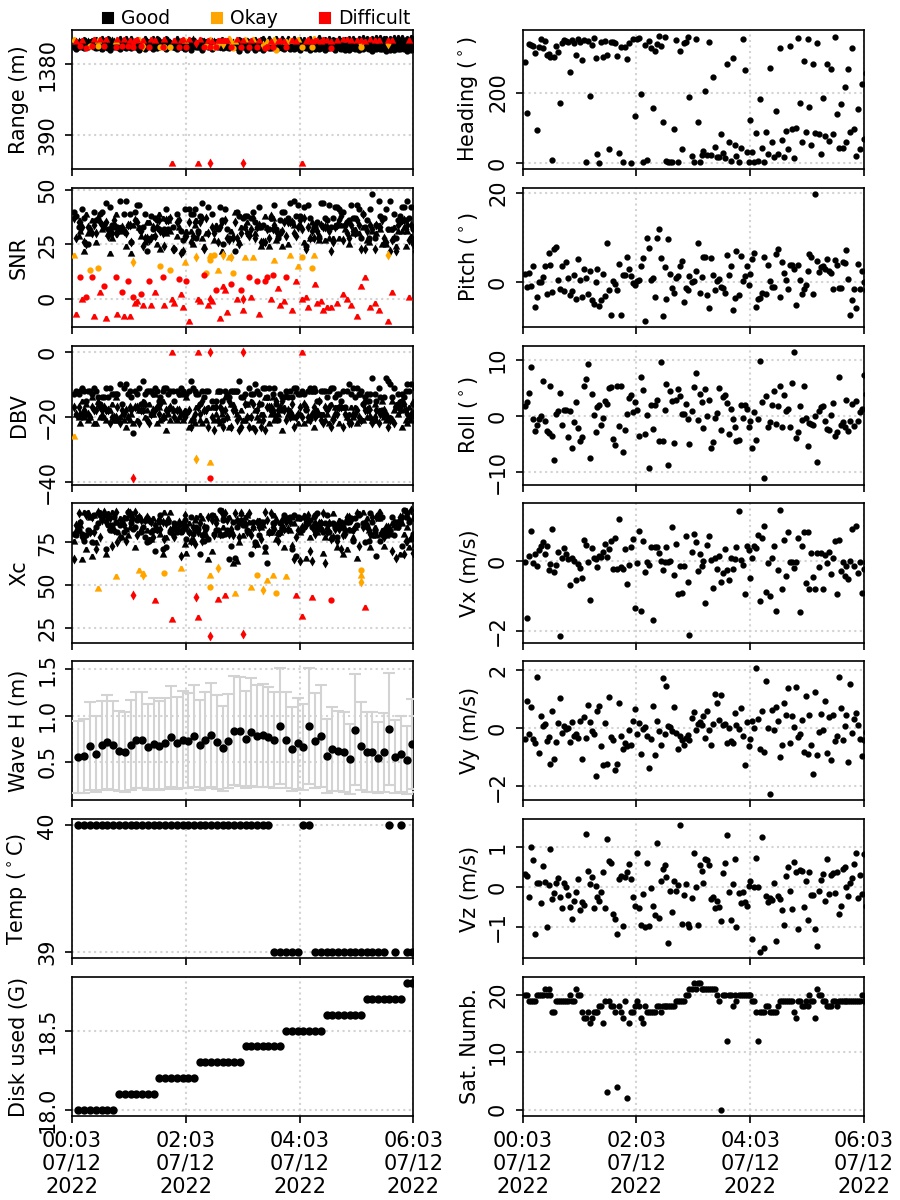 Good Okay Difficult
Range (m)
1380
390
Heading (°)
200
0
SNR
50
25
0
Pitch (°)
20
0
DBV
0
−20
−40
Roll (°)
10
0
−10
Xc
75
50
25
Vx (m/s)
0
−2
Wave H (m)
1.5
1.0
0.5
Vy (m/s)
2
0
−2
Temp (°C)
40
39
Vz (m/s)
1
0
−1
Disk used (G)
18.5
18.0
Sat. Numb.
20
10
0
00:03 02:03 04:03 06:03
07/12 07/12 07/12 07/12
2022 2022 2022 2022
00:03 02:03 04:03 06:03
07/12 07/12 07/12 07/12
2022 2022 2022 2022